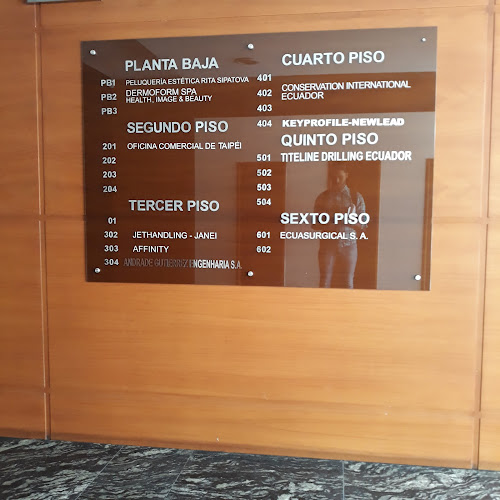 PLANTA BAJA
PB1 PELUQUERÍA ESTÉTICA RITA SIPATOVA
PB2 DERMOFORM SPA
HEALTH, IMAGE & BEAUTY
PB3
SEGUNDO PISO
201 OFICINA COMERCIAL DE TAIPÉI
202
203
204
TERCER PISO
01
302 JETHANDLING - JANEI
303 AFFINITY
304 ANDRADE GUTIERREZ ENGENHARIA S.A.
CUARTO PISO
401
402 CONSERVATION INTERNATIONAL
ECUADOR
403
404 KEYPROFILE-NEWLEAD
QUINTO PISO
501 TITELINE DRILLING ECUADOR
502
503
504
SEXTO PISO
601 ECUASURGICAL S. A.
602